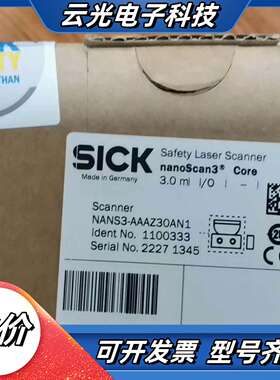 云光电子科技
THAN
SICK
Made in Germany
Safety Laser Scanner
nanoScan3® Core
3.0 m I/O - I -
Scanner
NANS3-AAAZ30AN1
Ident No. 1100333
Serial No. 2227 1345
价
可开发票 型号齐